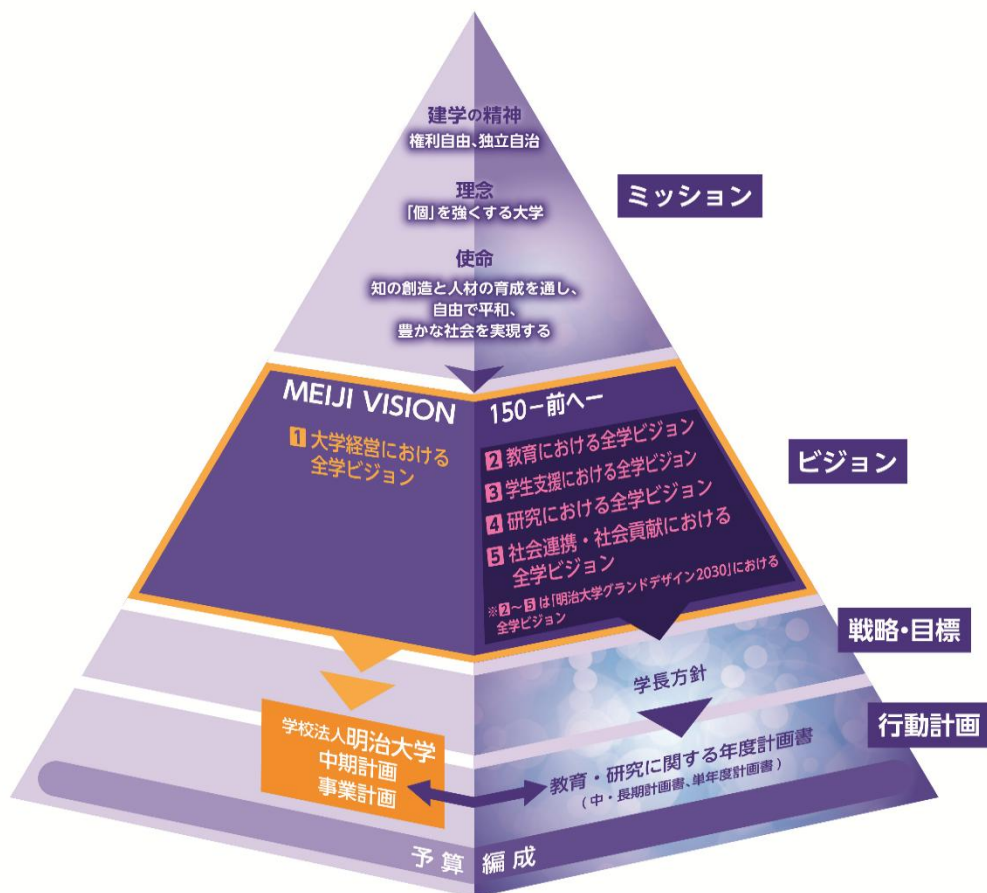 建学の精神
権利自由、独立自治
理念
「個」を強くする大学
使命
知の創造と人材の育成を通し、
自由で平和、
豊かな社会を実現する
ミッション
MEIJI VISION 150ー前へー
1 大学経営における
全学ビジョン
2 教育における全学ビジョン
3 学生支援における全学ビジョン
4 研究における全学ビジョン
5 社会連携・社会貢献における
全学ビジョン
※2～5は「明治大学グランドデザイン2030」における
全学ビジョン
ビジョン
戦略・目標
学長方針
行動計画
学校法人明治大学
中期計画
事業計画
教育・研究に関する年度計画書
（中・長期計画書、単年度計画書）
予算編成